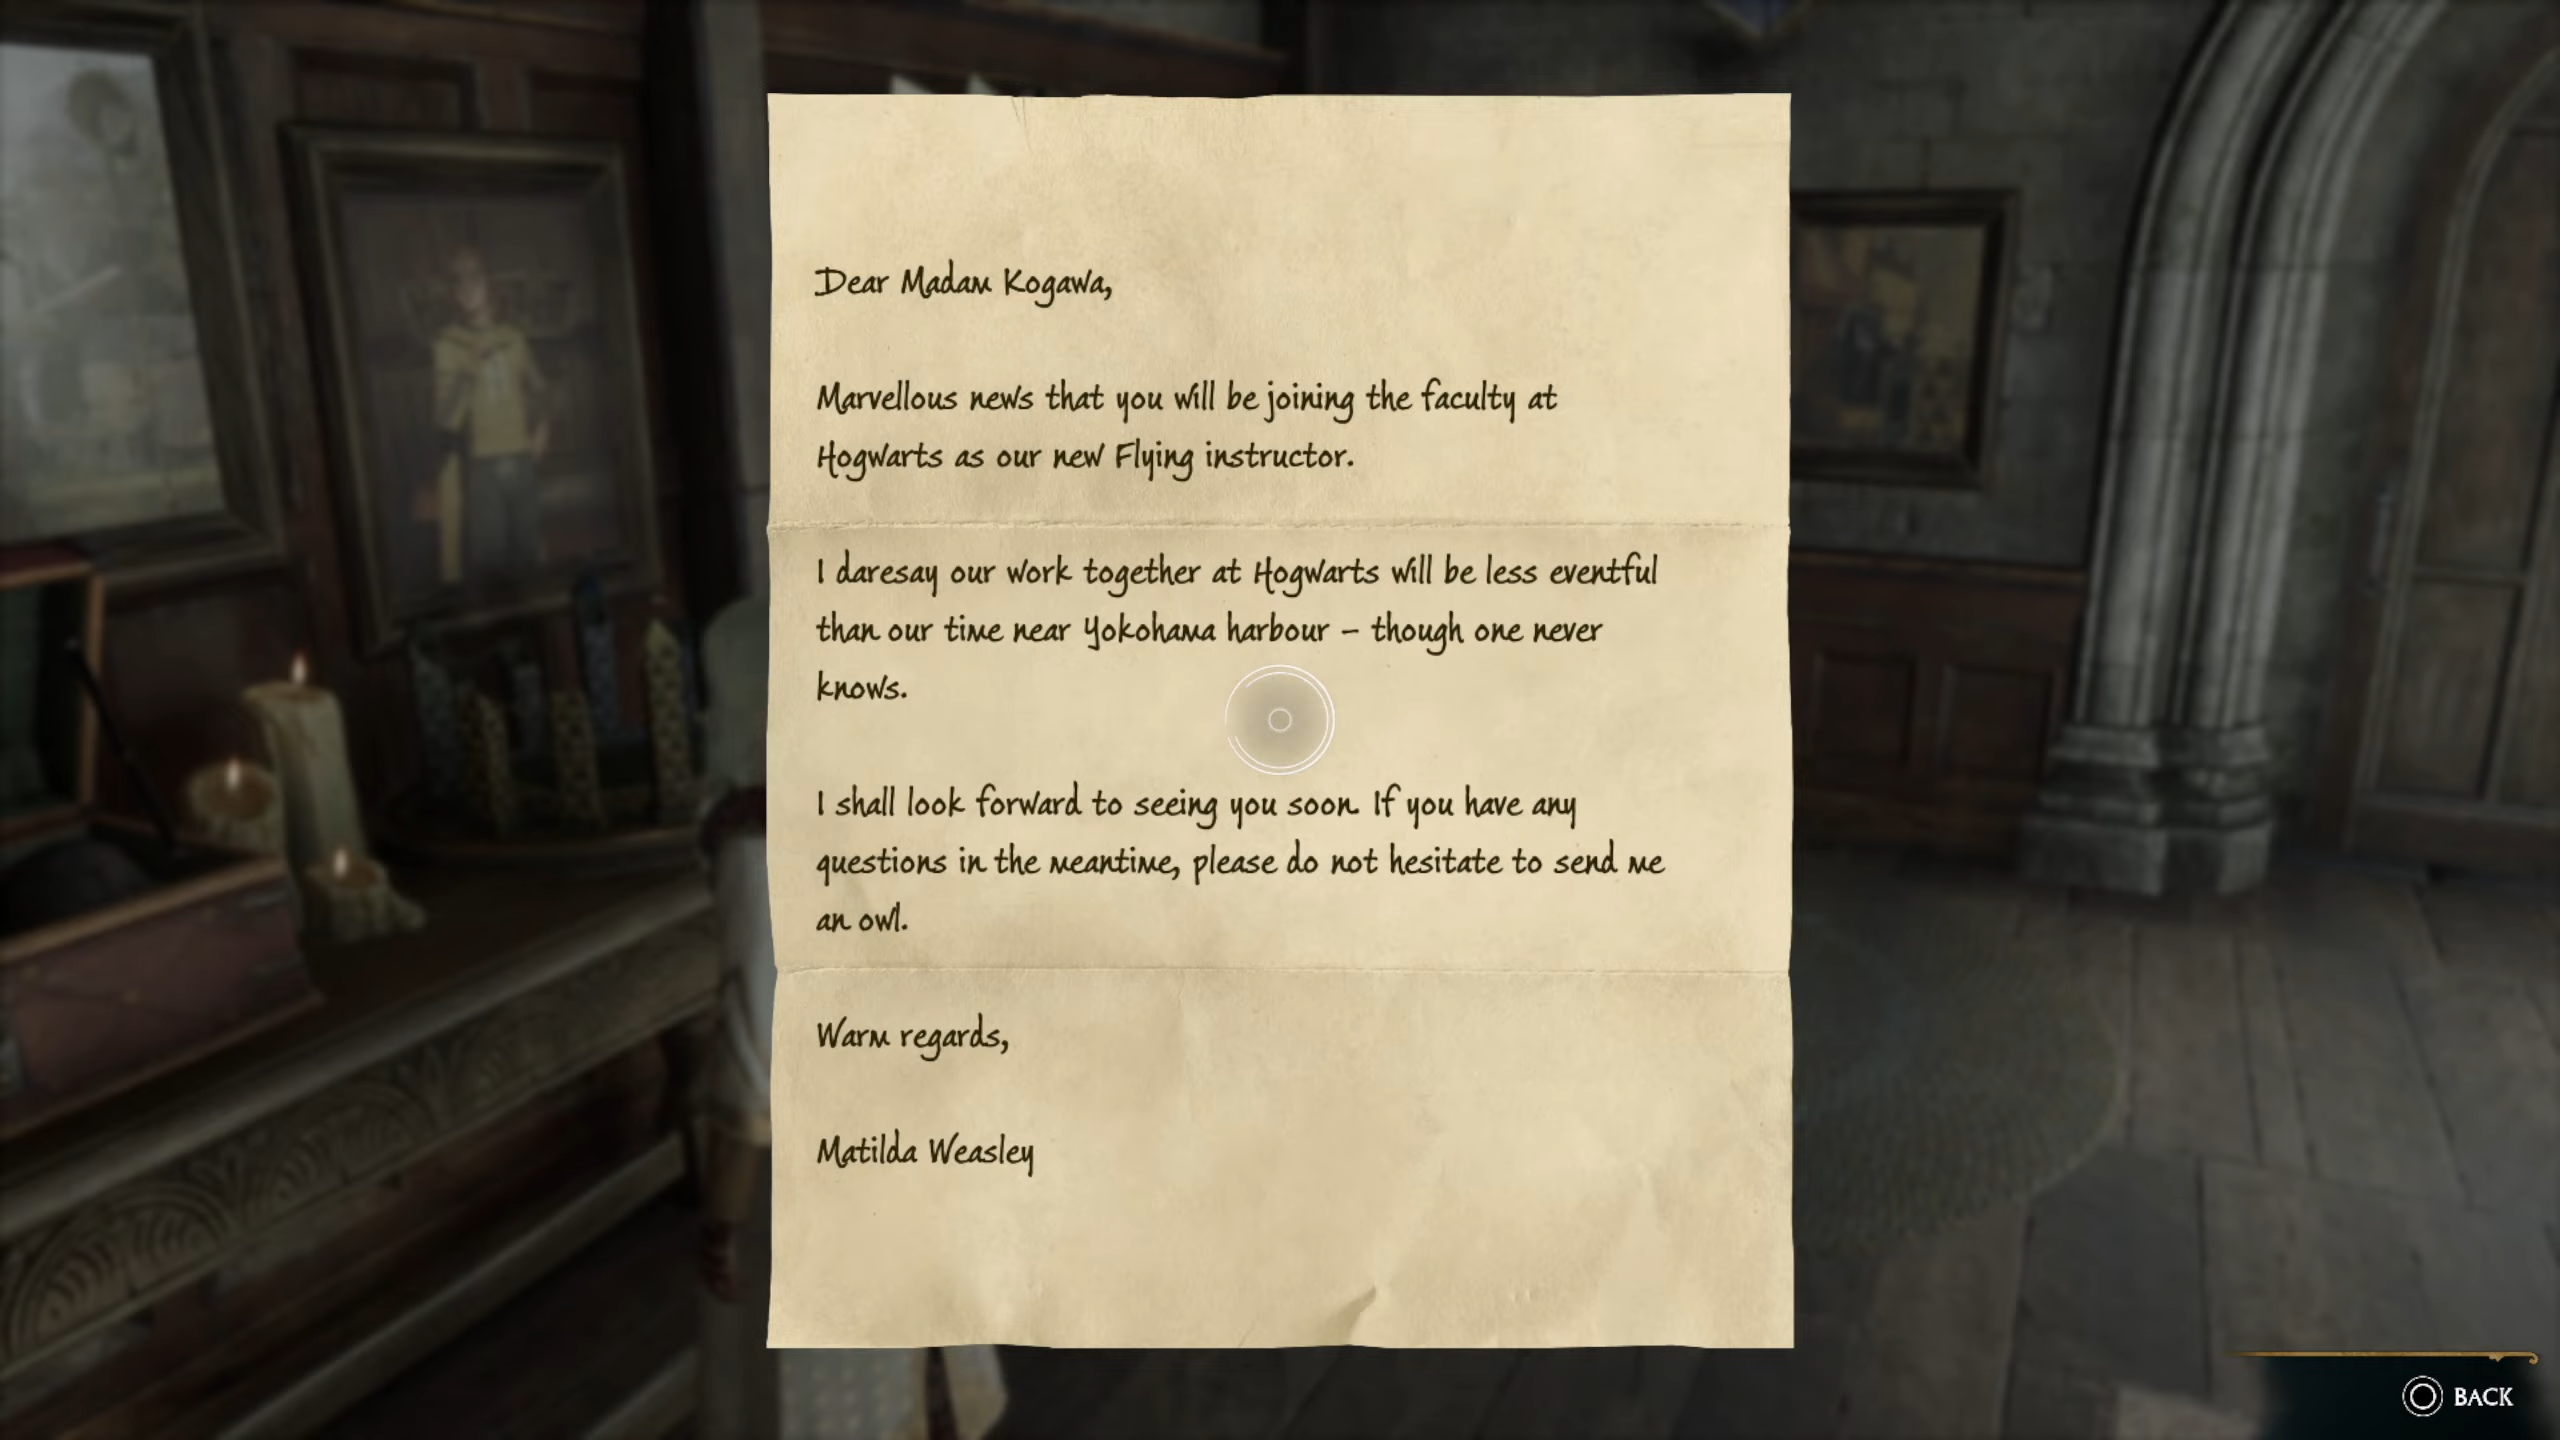 Dear Madam Kogawa,
Marvellous news that you will be joining the faculty at
Hogwarts as our new Flying instructor.
I daresay our work together at Hogwarts will be less eventful
than our time near Yokohama harbour – though one never
knows.
I shall look forward to seeing you soon. If you have any
questions in the meantime, please do not hesitate to send me
an owl.
Warm regards,
Matilda Weasley
BACK